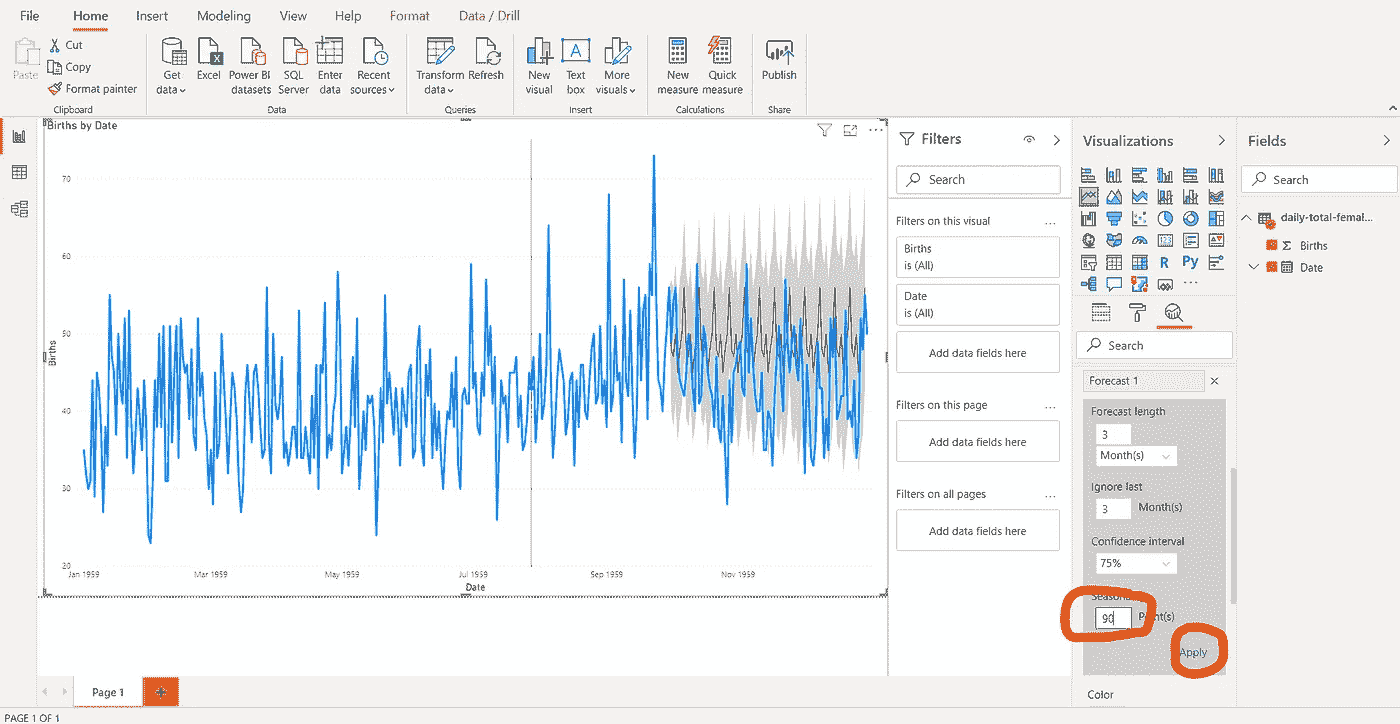 File Home Insert Modeling View Help Format Data / Drill
Paste
Cut
Copy
Format painter
Clipboard
Get data
Excel
Power BI datasets
SQL Server
Enter data
Recent sources
Data
Transform data
Refresh
Queries
New visual
Text box
More visuals
Insert
New measure
Quick measure
Calculations
Publish
Share
Births by Date
70
60
50
40
30
20
Births
Jan 1959 Mar 1959 May 1959 Jul 1959 Sep 1959 Nov 1959
Date
Filters
Search
Filters on this visual
Births
is (All)
Date
is (All)
Add data fields here
Filters on this page
Add data fields here
Filters on all pages
Add data fields here
Visualizations
R Py
Search
Forecast 1
Forecast length
3
Month(s)
Ignore last
3 Month(s)
Confidence interval
75%
90
Apply
Color
Fields
Search
daily-total-femal...
Σ Births
Date
Page 1
PAGE 1 OF 1